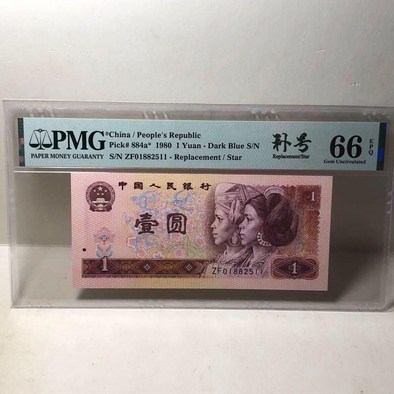 PMG
PAPER MONEY GUARANTY
*China / People's Republic
Pick# 884a* 1980 1 Yuan - Dark Blue S/N
S/N ZF01882511 - Replacement / Star
补号
Replacement/Star
66 EPQ
Gem Uncirculated
中国人民银行
壹圆
1
1
ZF01882511
1